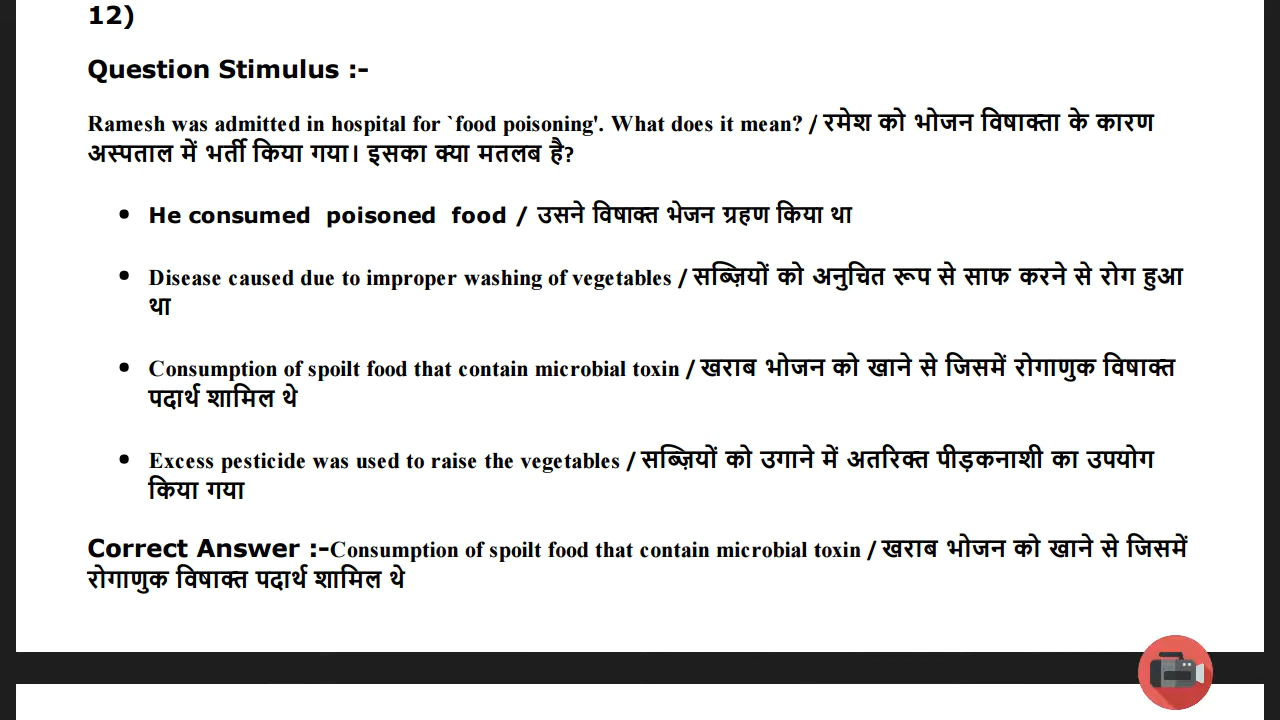 12)
Question Stimulus :-
Ramesh was admitted in hospital for `food poisoning'. What does it mean? / रमेश को भोजन विषाक्ता के कारण
अस्पताल में भर्ती किया गया। इसका क्या मतलब है?
• He consumed poisoned food / उसने विषाक्त भेजन ग्रहण किया था
• Disease caused due to improper washing of vegetables / सब्ज़ियों को अनुचित रूप से साफ करने से रोग हुआ
था
• Consumption of spoilt food that contain microbial toxin / खराब भोजन को खाने से जिसमें रोगाणुक विषाक्त
पदार्थ शामिल थे
• Excess pesticide was used to raise the vegetables / सब्ज़ियों को उगाने में अतरिक्त पीड़कनाशी का उपयोग
किया गया
Correct Answer :-Consumption of spoilt food that contain microbial toxin / खराब भोजन को खाने से जिसमें
रोगाणुक विषाक्त पदार्थ शामिल थे